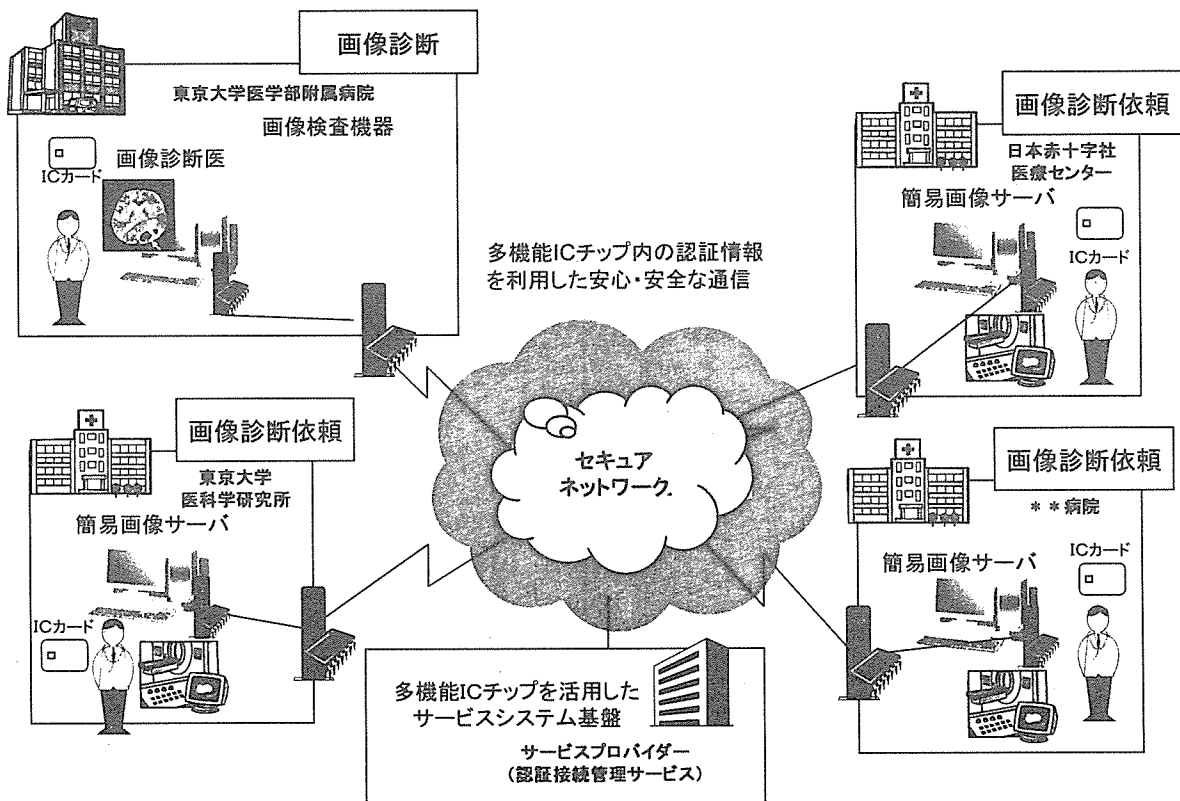 画像診断
東京大学医学部附属病院
画像検査機器
画像診断医
ICカード
画像診断依頼
日本赤十字社
医療センター
簡易画像サーバ
ICカード
多機能ICチップ内の認証情報
を利用した安心・安全な通信
セキュア
ネットワーク
画像診断依頼
東京大学
医科学研究所
簡易画像サーバ
ICカード
画像診断依頼
**病院
簡易画像サーバ
ICカード
多機能ICチップを活用した
サービスシステム基盤
サービスプロバイダー
(認証接続管理サービス)